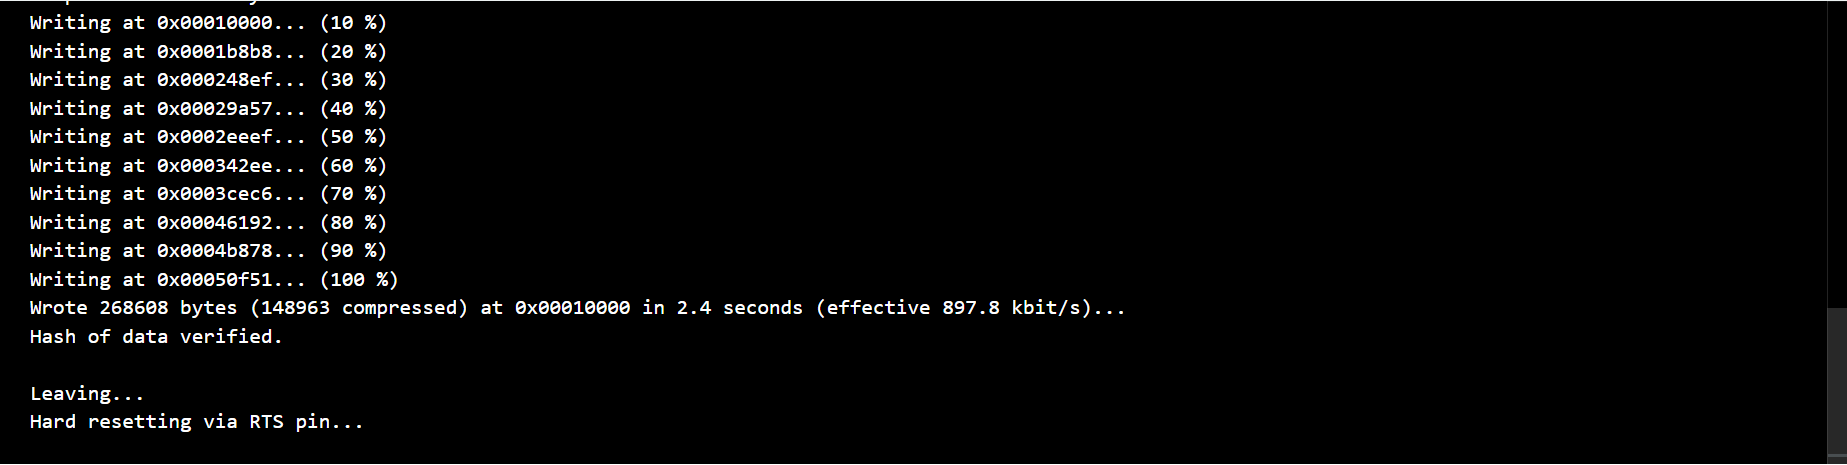 Writing at 0x00010000... (10 %)
Writing at 0x0001b8b8... (20 %)
Writing at 0x000248ef... (30 %)
Writing at 0x00029a57... (40 %)
Writing at 0x0002eeef... (50 %)
Writing at 0x000342ee... (60 %)
Writing at 0x0003cec6... (70 %)
Writing at 0x00046192... (80 %)
Writing at 0x0004b878... (90 %)
Writing at 0x00050f51... (100 %)
Wrote 268608 bytes (148963 compressed) at 0x00010000 in 2.4 seconds (effective 897.8 kbit/s)...
Hash of data verified.
Leaving...
Hard resetting via RTS pin...